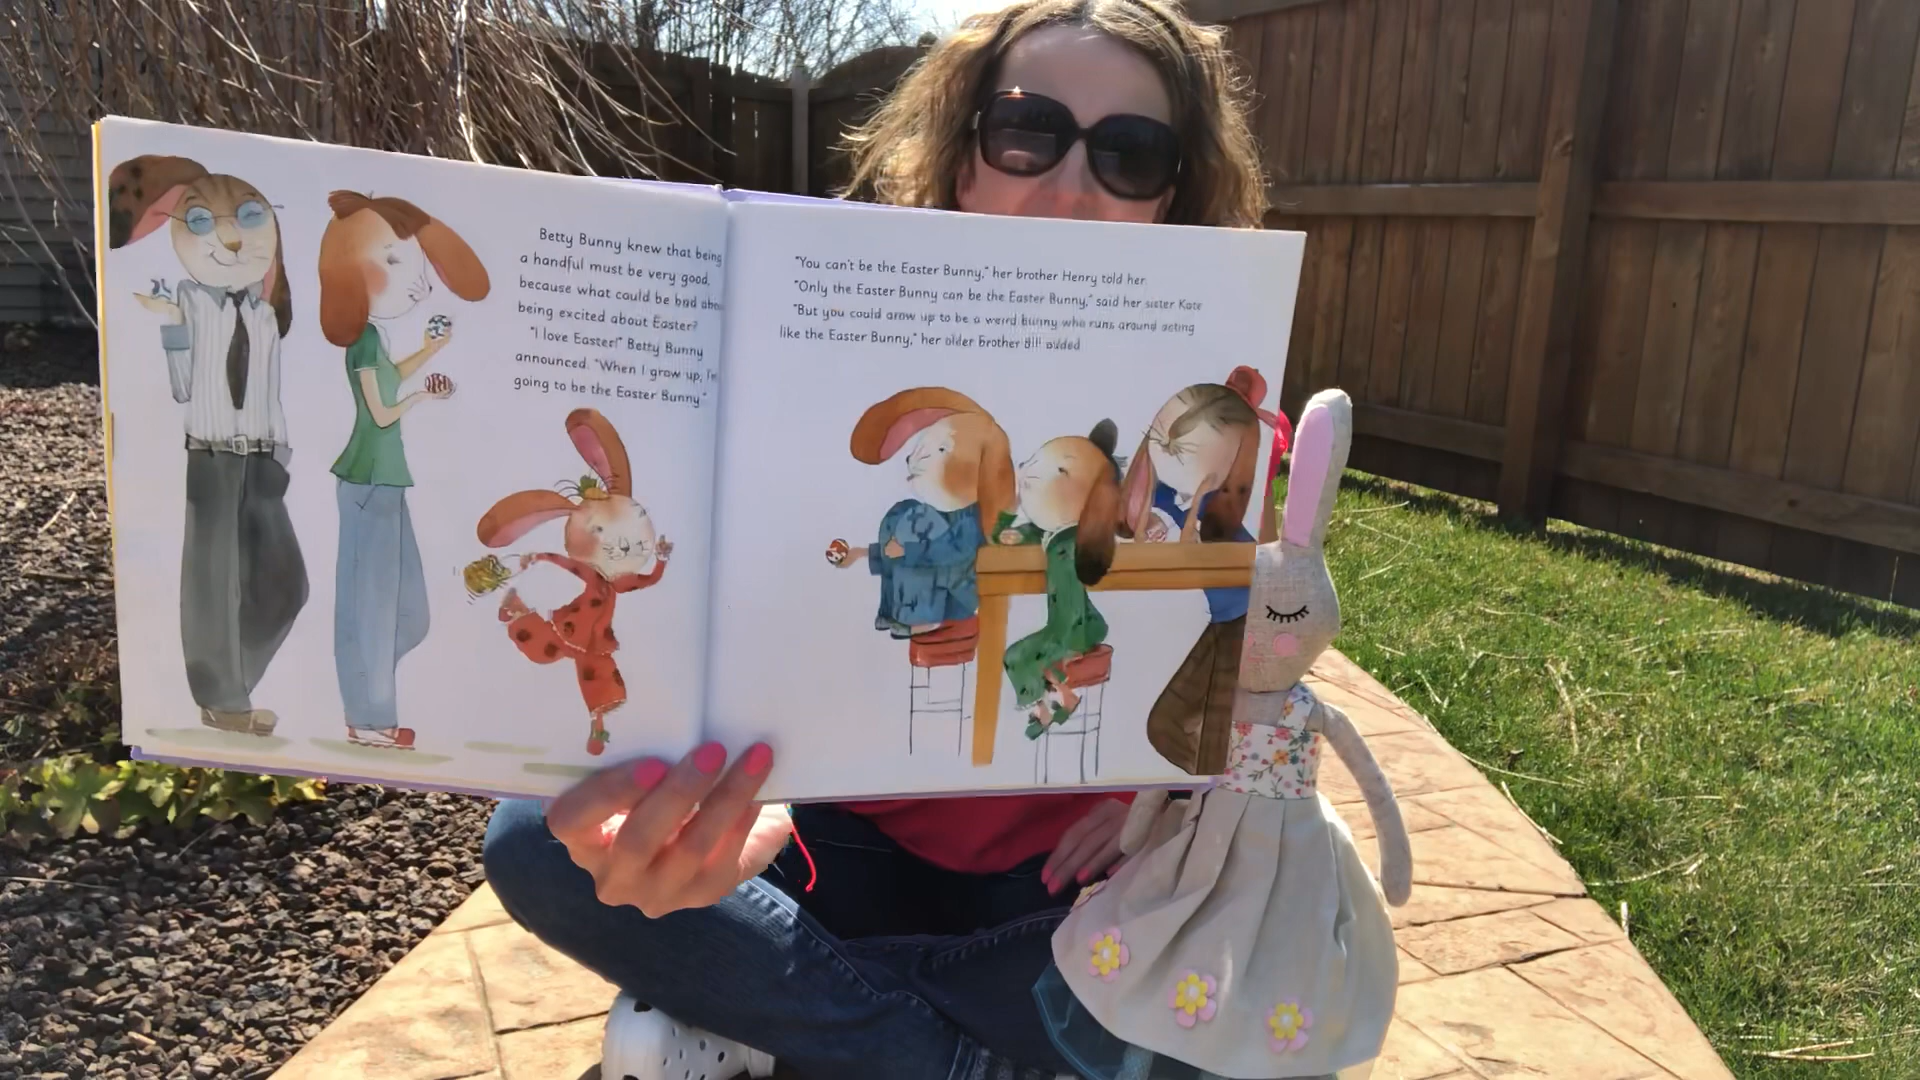 Betty Bunny knew that being
a handful must be very good,
because what could be bad abou
being excited about Easter?
"I love Easter!" Betty Bunny
announced. "When I grow up, I'm
going to be the Easter Bunny."
"You can't be the Easter Bunny," her brother Henry told her.
"Only the Easter Bunny can be the Easter Bunny," said her sister Kate
"But you could grow up to be a weird bunny who runs around acting
like the Easter Bunny," her older brother Bill added